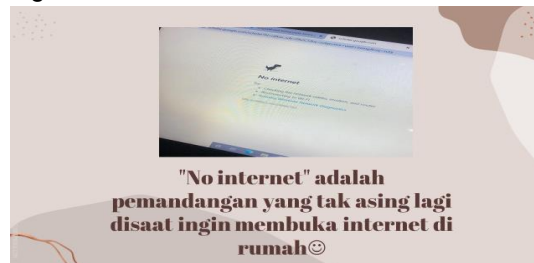 No internet
"No internet" adalah
pemandangan yang tak asing lagi
disaat ingin membuka internet di
rumah☺